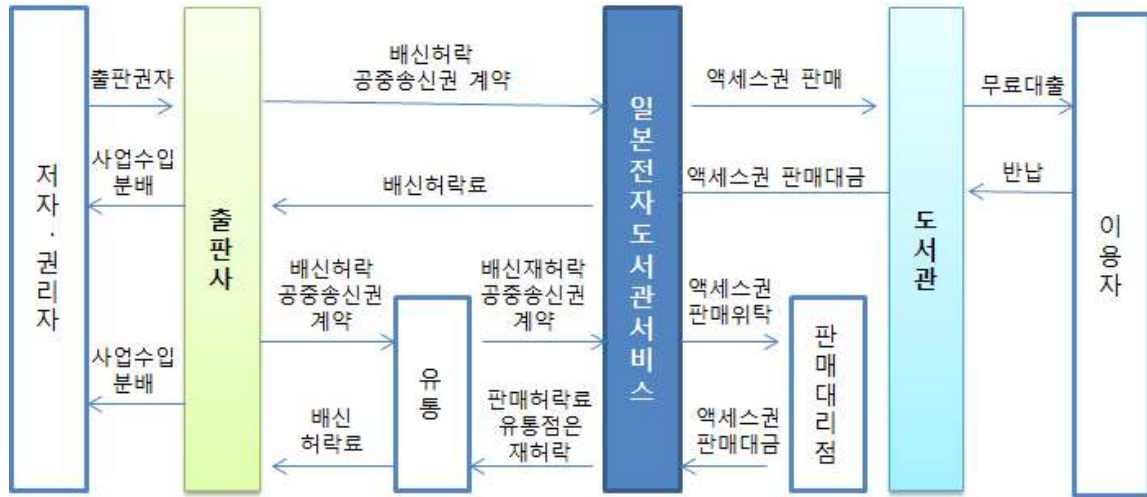 저자·권리자
출판권자
사업수입
분배
사업수입
분배
출판사
배신허락
공중송신권 계약
배신허락료
배신허락
공중송신권
계약
배신
허락료
유통
배신재허락
공중송신권
계약
판매허락료
유통점은
재허락
일본전자도서관서비스
액세스권 판매
액세스권 판매대금
액세스권
판매위탁
액세스권
판매대금
판매대리점
도서관
무료대출
반납
이용자